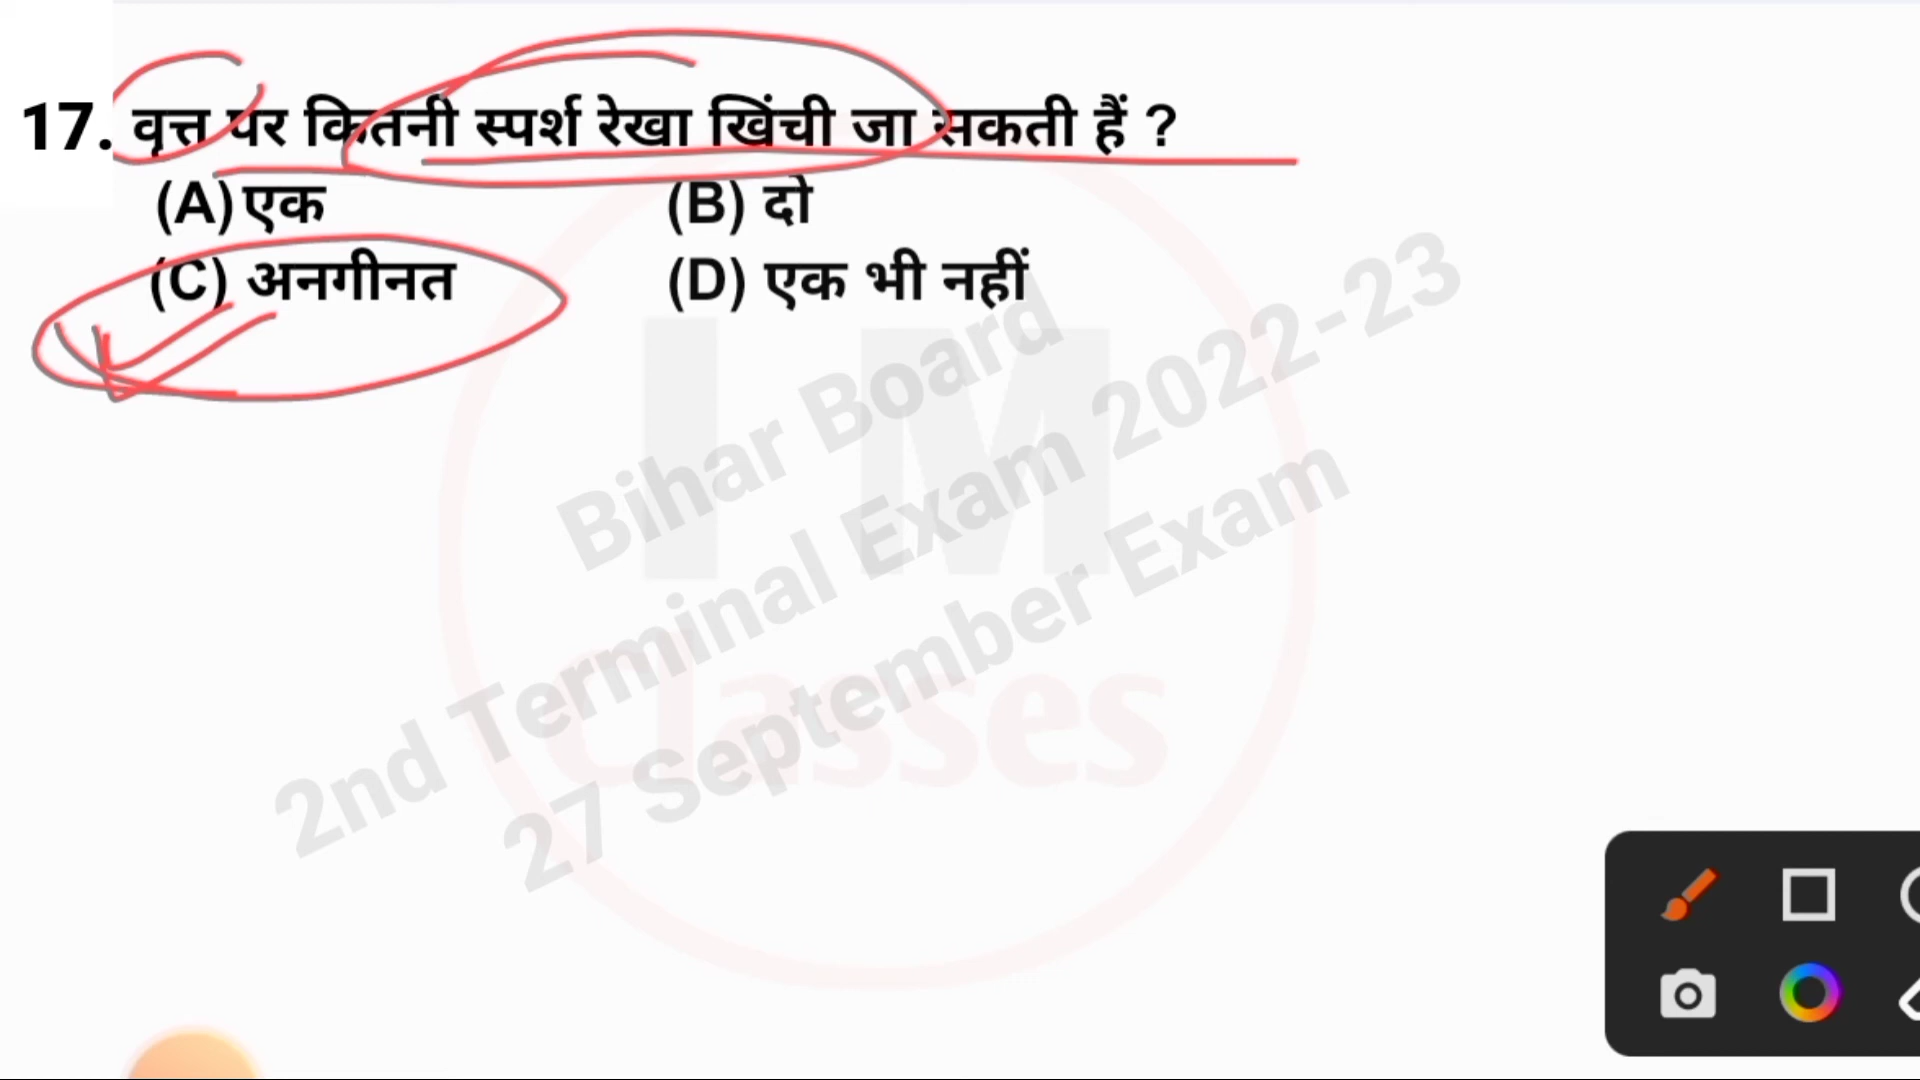 17. वृत्त पर कितनी स्पर्श रेखा खिंची जा सकती हैं ?
(A) एक (B) दो
(C) अनगीनत (D) एक भी नहीं
I M
Classes
Bihar Board
2nd Terminal Exam 2022-23
27 September Exam